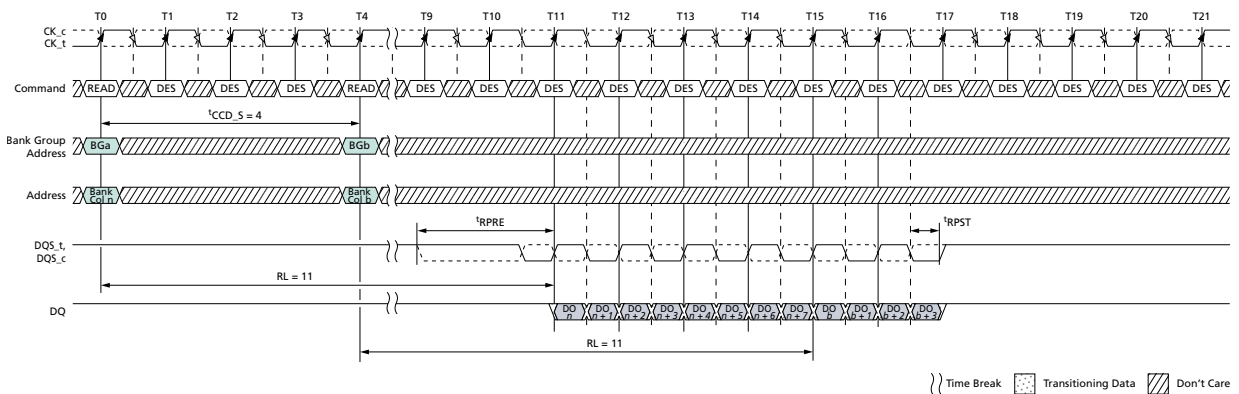 T0 T1 T2 T3 T4 T9 T10 T11 T12 T13 T14 T15 T16 T17 T18 T19 T20 T21
CK_c
CK_t
Command READ DES DES DES READ DES DES DES DES DES DES DES DES DES DES DES DES DES
tCCD_S = 4
Bank Group
Address
BGa BGb
Address
Bank
Col n
Bank
Col b
tRPRE tRPST
DQS_t,
DQS_c
RL = 11
DQ
DO
n
DO
n + 1
DO
n + 2
DO
n + 3
DO
n + 4
DO
n + 5
DO
n + 6
DO
n + 7
DO
b
DO
b + 1
DO
b + 2
DO
b + 3
RL = 11
Time Break Transitioning Data Don't Care